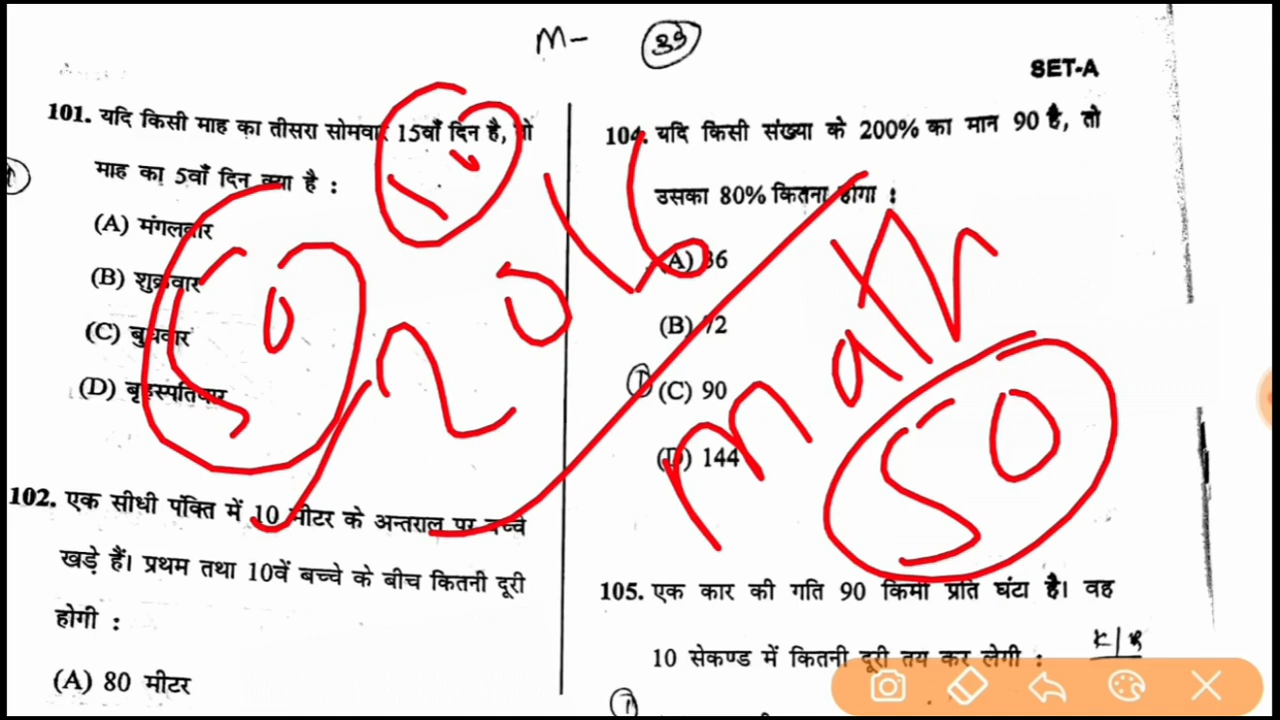 M- 39
SET-A
101. यदि किसी माह का तीसरा सोमवार 15वाँ दिन है, तो
माह का 5वाँ दिन क्या है :
(A) मंगलवार
(B) शुक्रवार
(C) बुधवार
(D) बृहस्पतिवार
102. एक सीधी पंक्ति में 10 मीटर के अन्तराल पर बच्चे
खड़े हैं। प्रथम तथा 10वें बच्चे के बीच कितनी दूरी
होगी :
(A) 80 मीटर
104. यदि किसी संख्या के 200% का मान 90 है, तो
उसका 80% कितना होगा :
(A) 36
(B) 72
(C) 90
(D) 144
105. एक कार की गति 90 किमी प्रति घंटा है। वह
10 सेकण्ड में कितनी दूरी तय कर लेगी :
math
50